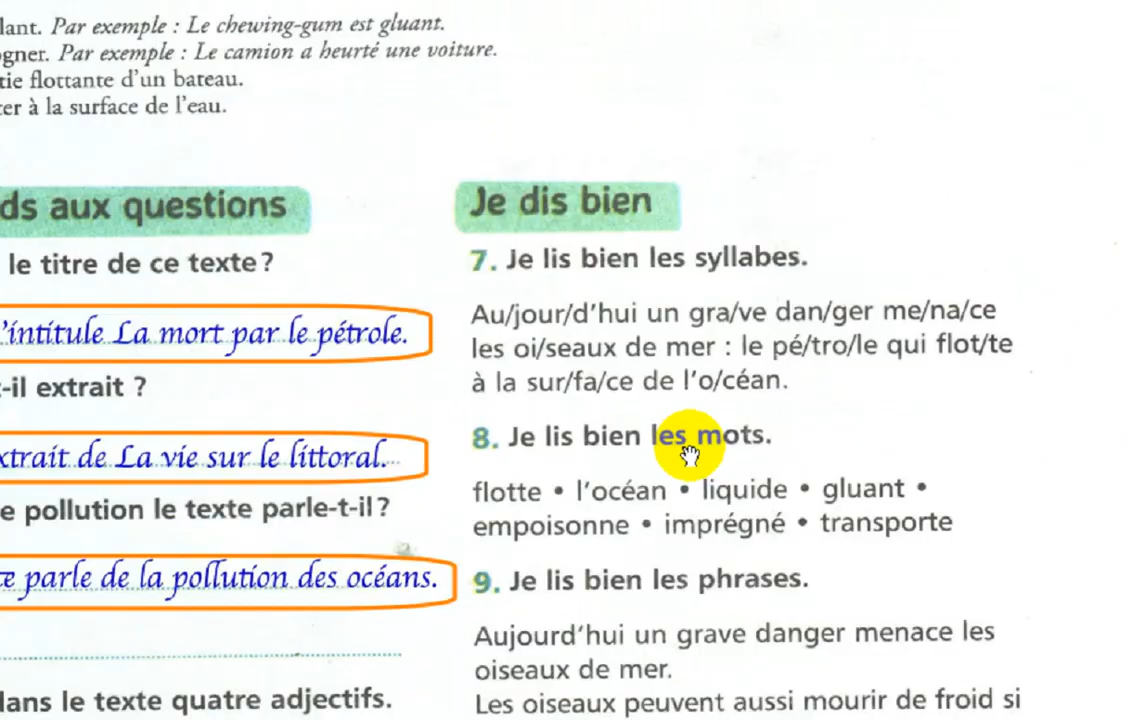 lant. Par exemple : Le chewing-gum est gluant.
ogner. Par exemple : Le camion a heurté une voiture.
tie flottante d'un bateau.
ter à la surface de l'eau.
ds aux questions
le titre de ce texte?
'intitule La mort par le pétrole.
t-il extrait ?
xtrait de La vie sur le littoral.
e pollution le texte parle-t-il?
te parle de la pollution des océans.
dans le texte quatre adjectifs.
Je dis bien
7. Je lis bien les syllabes.
Au/jour/d'hui un gra/ve dan/ger me/na/ce
les oi/seaux de mer : le pé/tro/le qui flot/te
à la sur/fa/ce de l'o/céan.
8. Je lis bien les mots.
flotte • l'océan • liquide • gluant •
empoisonne • imprégné • transporte
9. Je lis bien les phrases.
Aujourd'hui un grave danger menace les
oiseaux de mer.
Les oiseaux peuvent aussi mourir de froid si